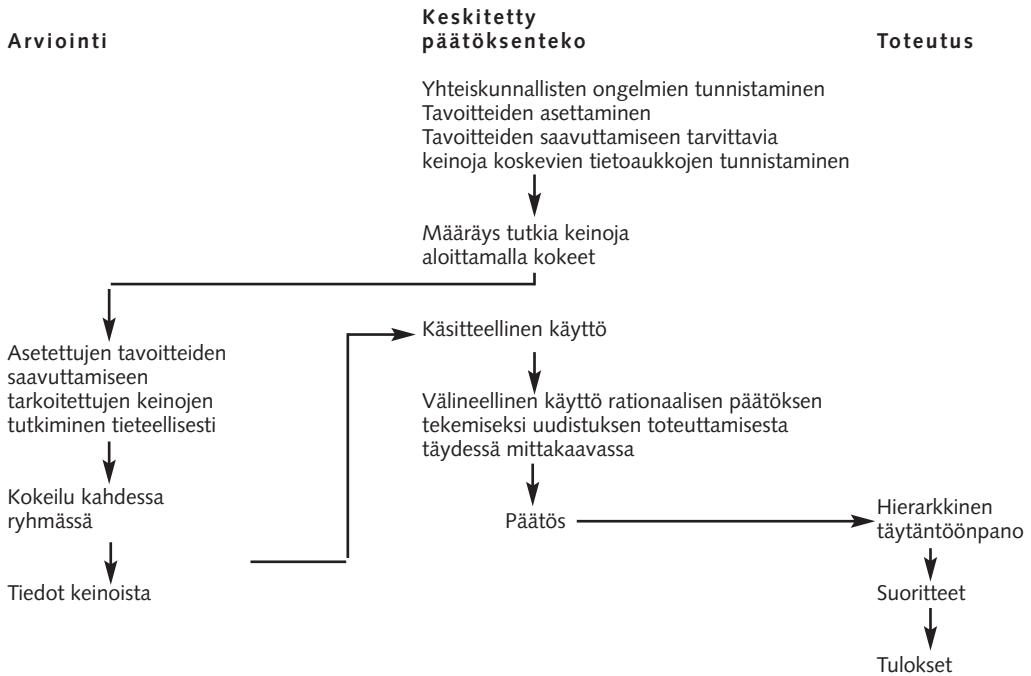 Arviointi
Keskitetty
päätöksenteko
Toteutus
Yhteiskunnallisten ongelmien tunnistaminen
Tavoitteiden asettaminen
Tavoitteiden saavuttamiseen tarvittavia
keinoja koskevien tietoaukkojen tunnistaminen
Määräys tutkia keinoja
aloittamalla kokeet
Asetettujen tavoitteiden
saavuttamiseen
tarkoitettujen keinojen
tutkiminen tieteellisesti
Kokeilu kahdessa
ryhmässä
Tiedot keinoista
Käsitteellinen käyttö
Välineellinen käyttö rationaalisen päätöksen
tekemiseksi uudistuksen toteuttamisesta
täydessä mittakaavassa
Päätös
Hierarkkinen
täytäntöönpano
Suoritteet
Tulokset